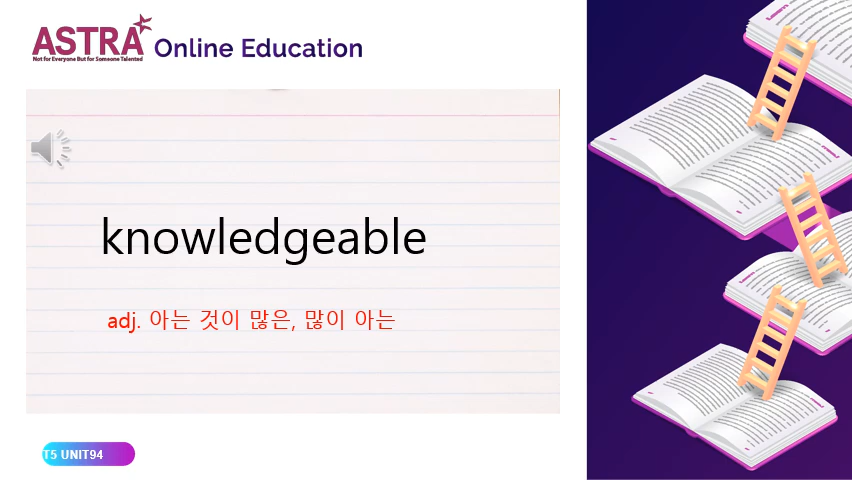 ASTRA
Not for Everyone But for Someone Talented
Online Education
knowledgeable
adj. 아는 것이 많은, 많이 아는
T5 UNIT94